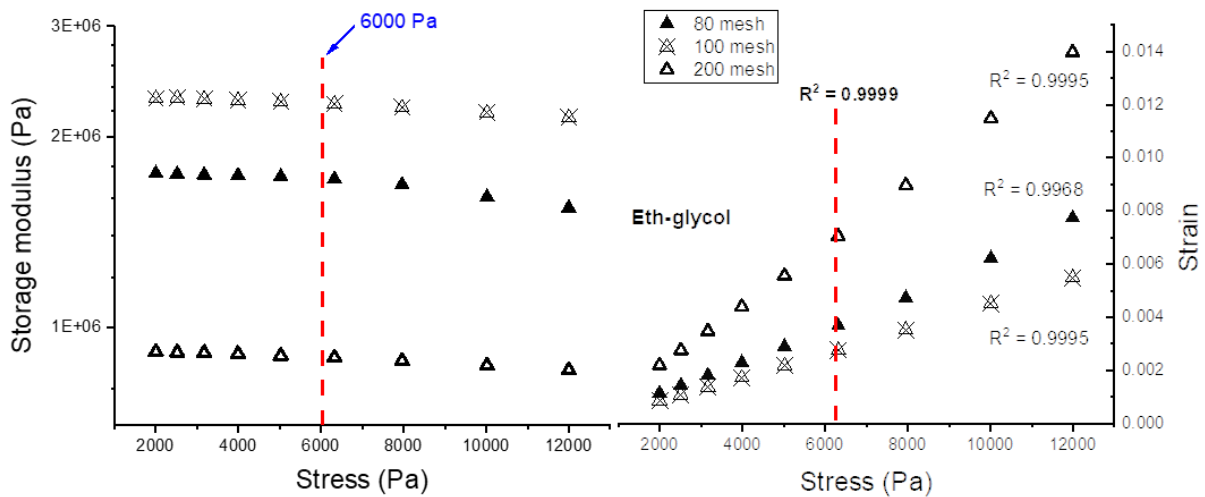 3E+06
2E+06
1E+06
Storage modulus (Pa)
6000 Pa
2000
4000
6000
8000
10000
12000
Stress (Pa)
80 mesh
100 mesh
200 mesh
R² = 0.9999
R² = 0.9995
R² = 0.9968
R² = 0.9995
Eth-glycol
0.014
0.012
0.010
0.008
0.006
0.004
0.002
0.000
Strain
2000
4000
6000
8000
10000
12000
Stress (Pa)